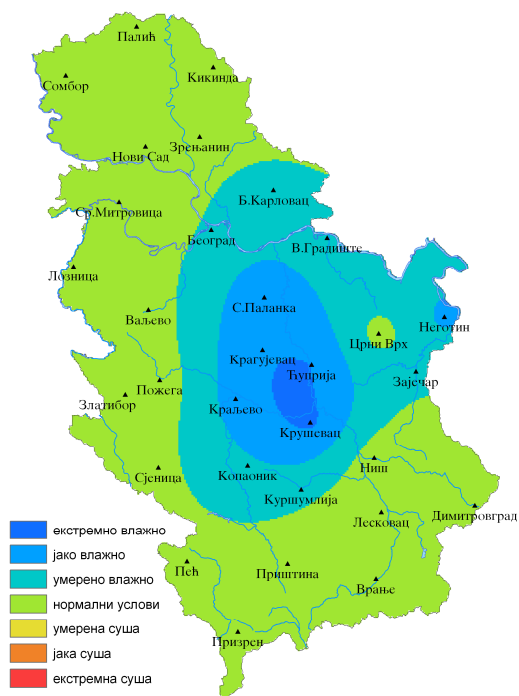 Палић
Сомбор
Кикинда
Зрењанин
Нови Сад
Б.Карловац
Ср.Митровица
Београд
В.Градиште
Лозница
С.Паланка
Ваљево
Неготин
Црни Врх
Крагујевац
Ћуприја
Зајечар
Пожега
Златибор
Краљево
Крушевац
Ниш
Сјеница
Копаоник
Куршумлија
Лесковац
Димитровград
екстремно влажно
јако влажно
умерено влажно
Пећ
Приштина
Врање
нормални услови
умерена суша
Призрен
јака суша
екстремна суша